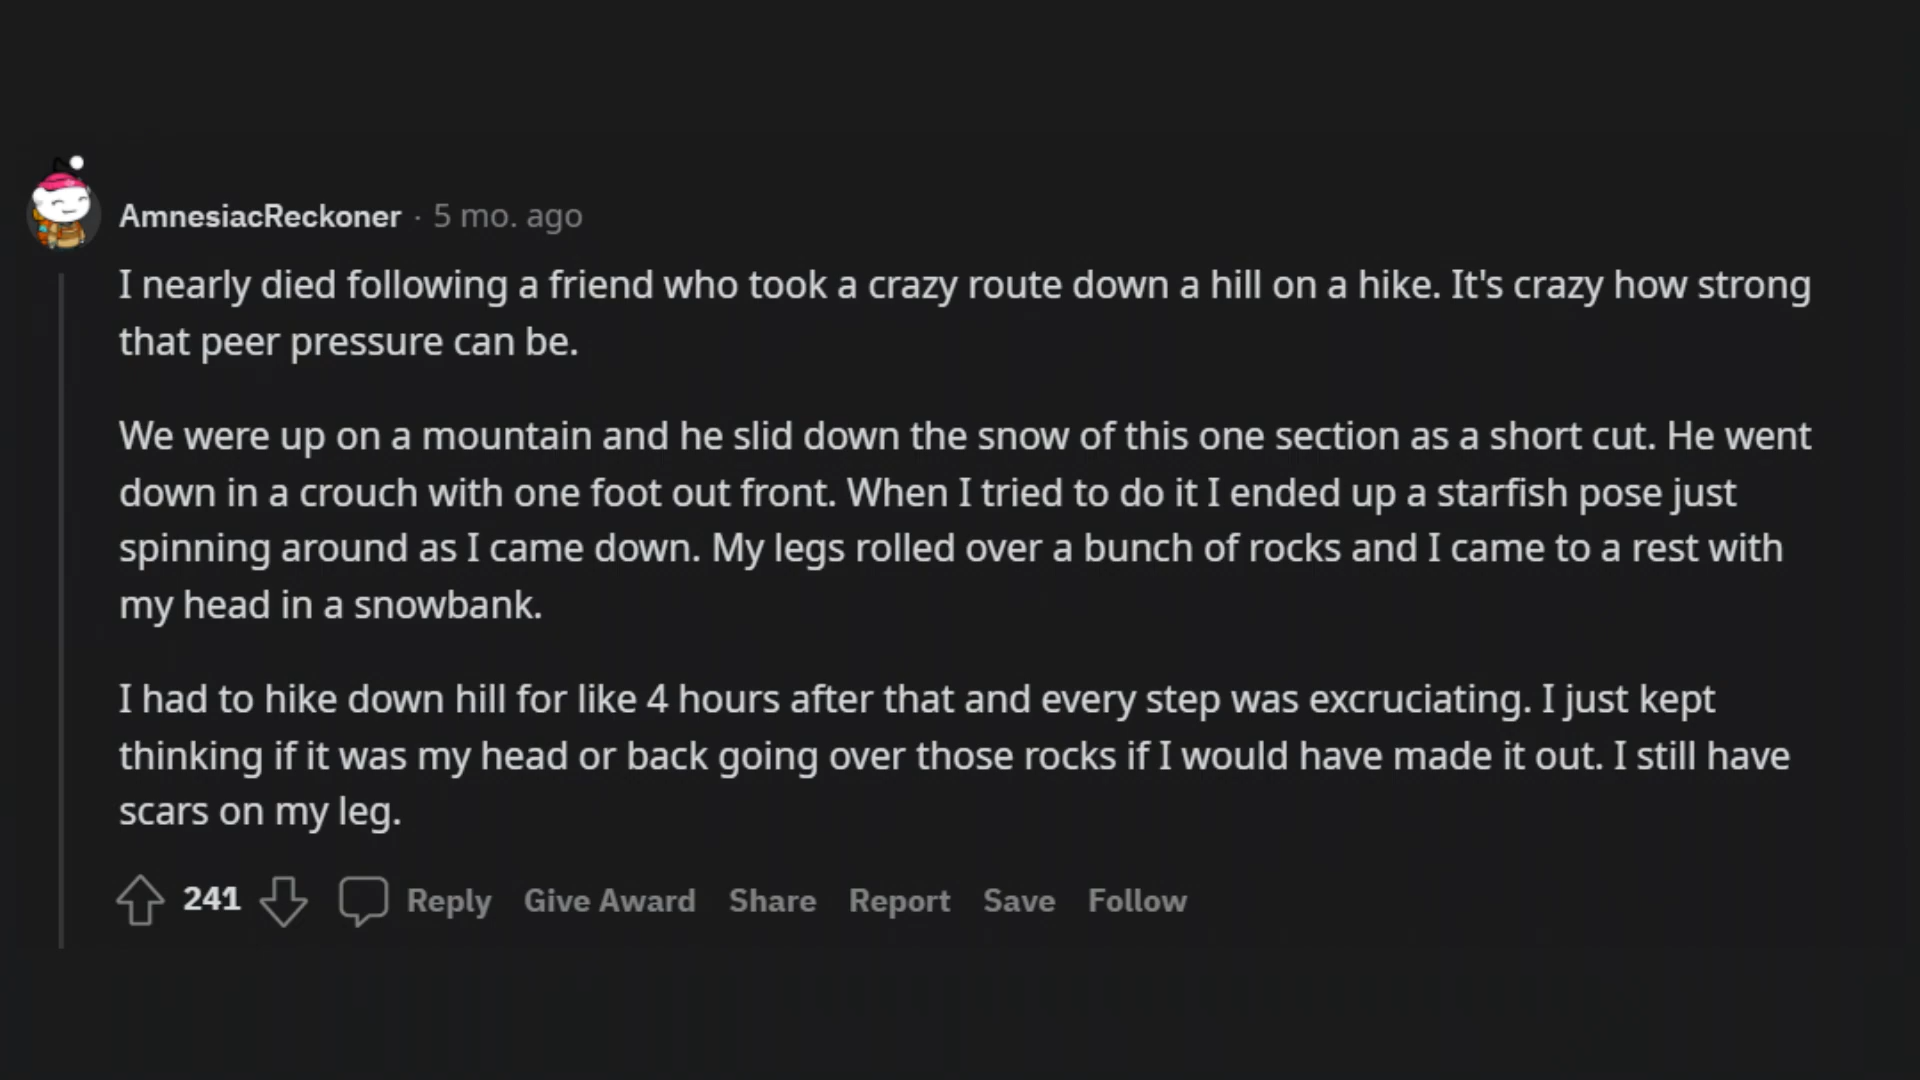 AmnesiacReckoner · 5 mo. ago
I nearly died following a friend who took a crazy route down a hill on a hike. It's crazy how strong
that peer pressure can be.
We were up on a mountain and he slid down the snow of this one section as a short cut. He went
down in a crouch with one foot out front. When I tried to do it I ended up a starfish pose just
spinning around as I came down. My legs rolled over a bunch of rocks and I came to a rest with
my head in a snowbank.
I had to hike down hill for like 4 hours after that and every step was excruciating. I just kept
thinking if it was my head or back going over those rocks if I would have made it out. I still have
scars on my leg.
241 Reply Give Award Share Report Save Follow